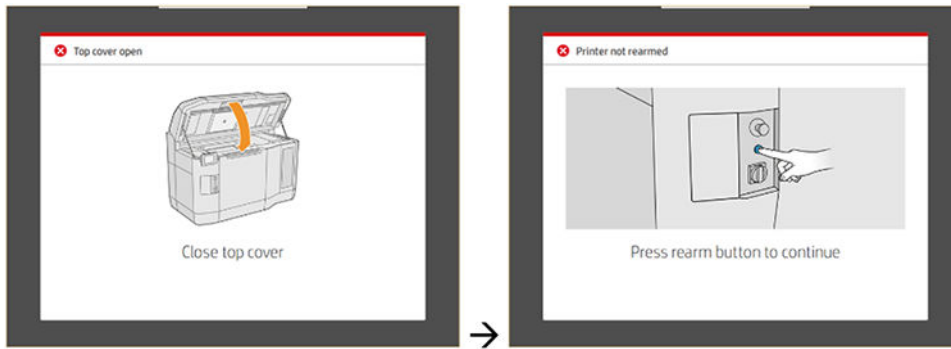 Top cover open
Close top cover
→
Printer not rearmed
Press rearm button to continue